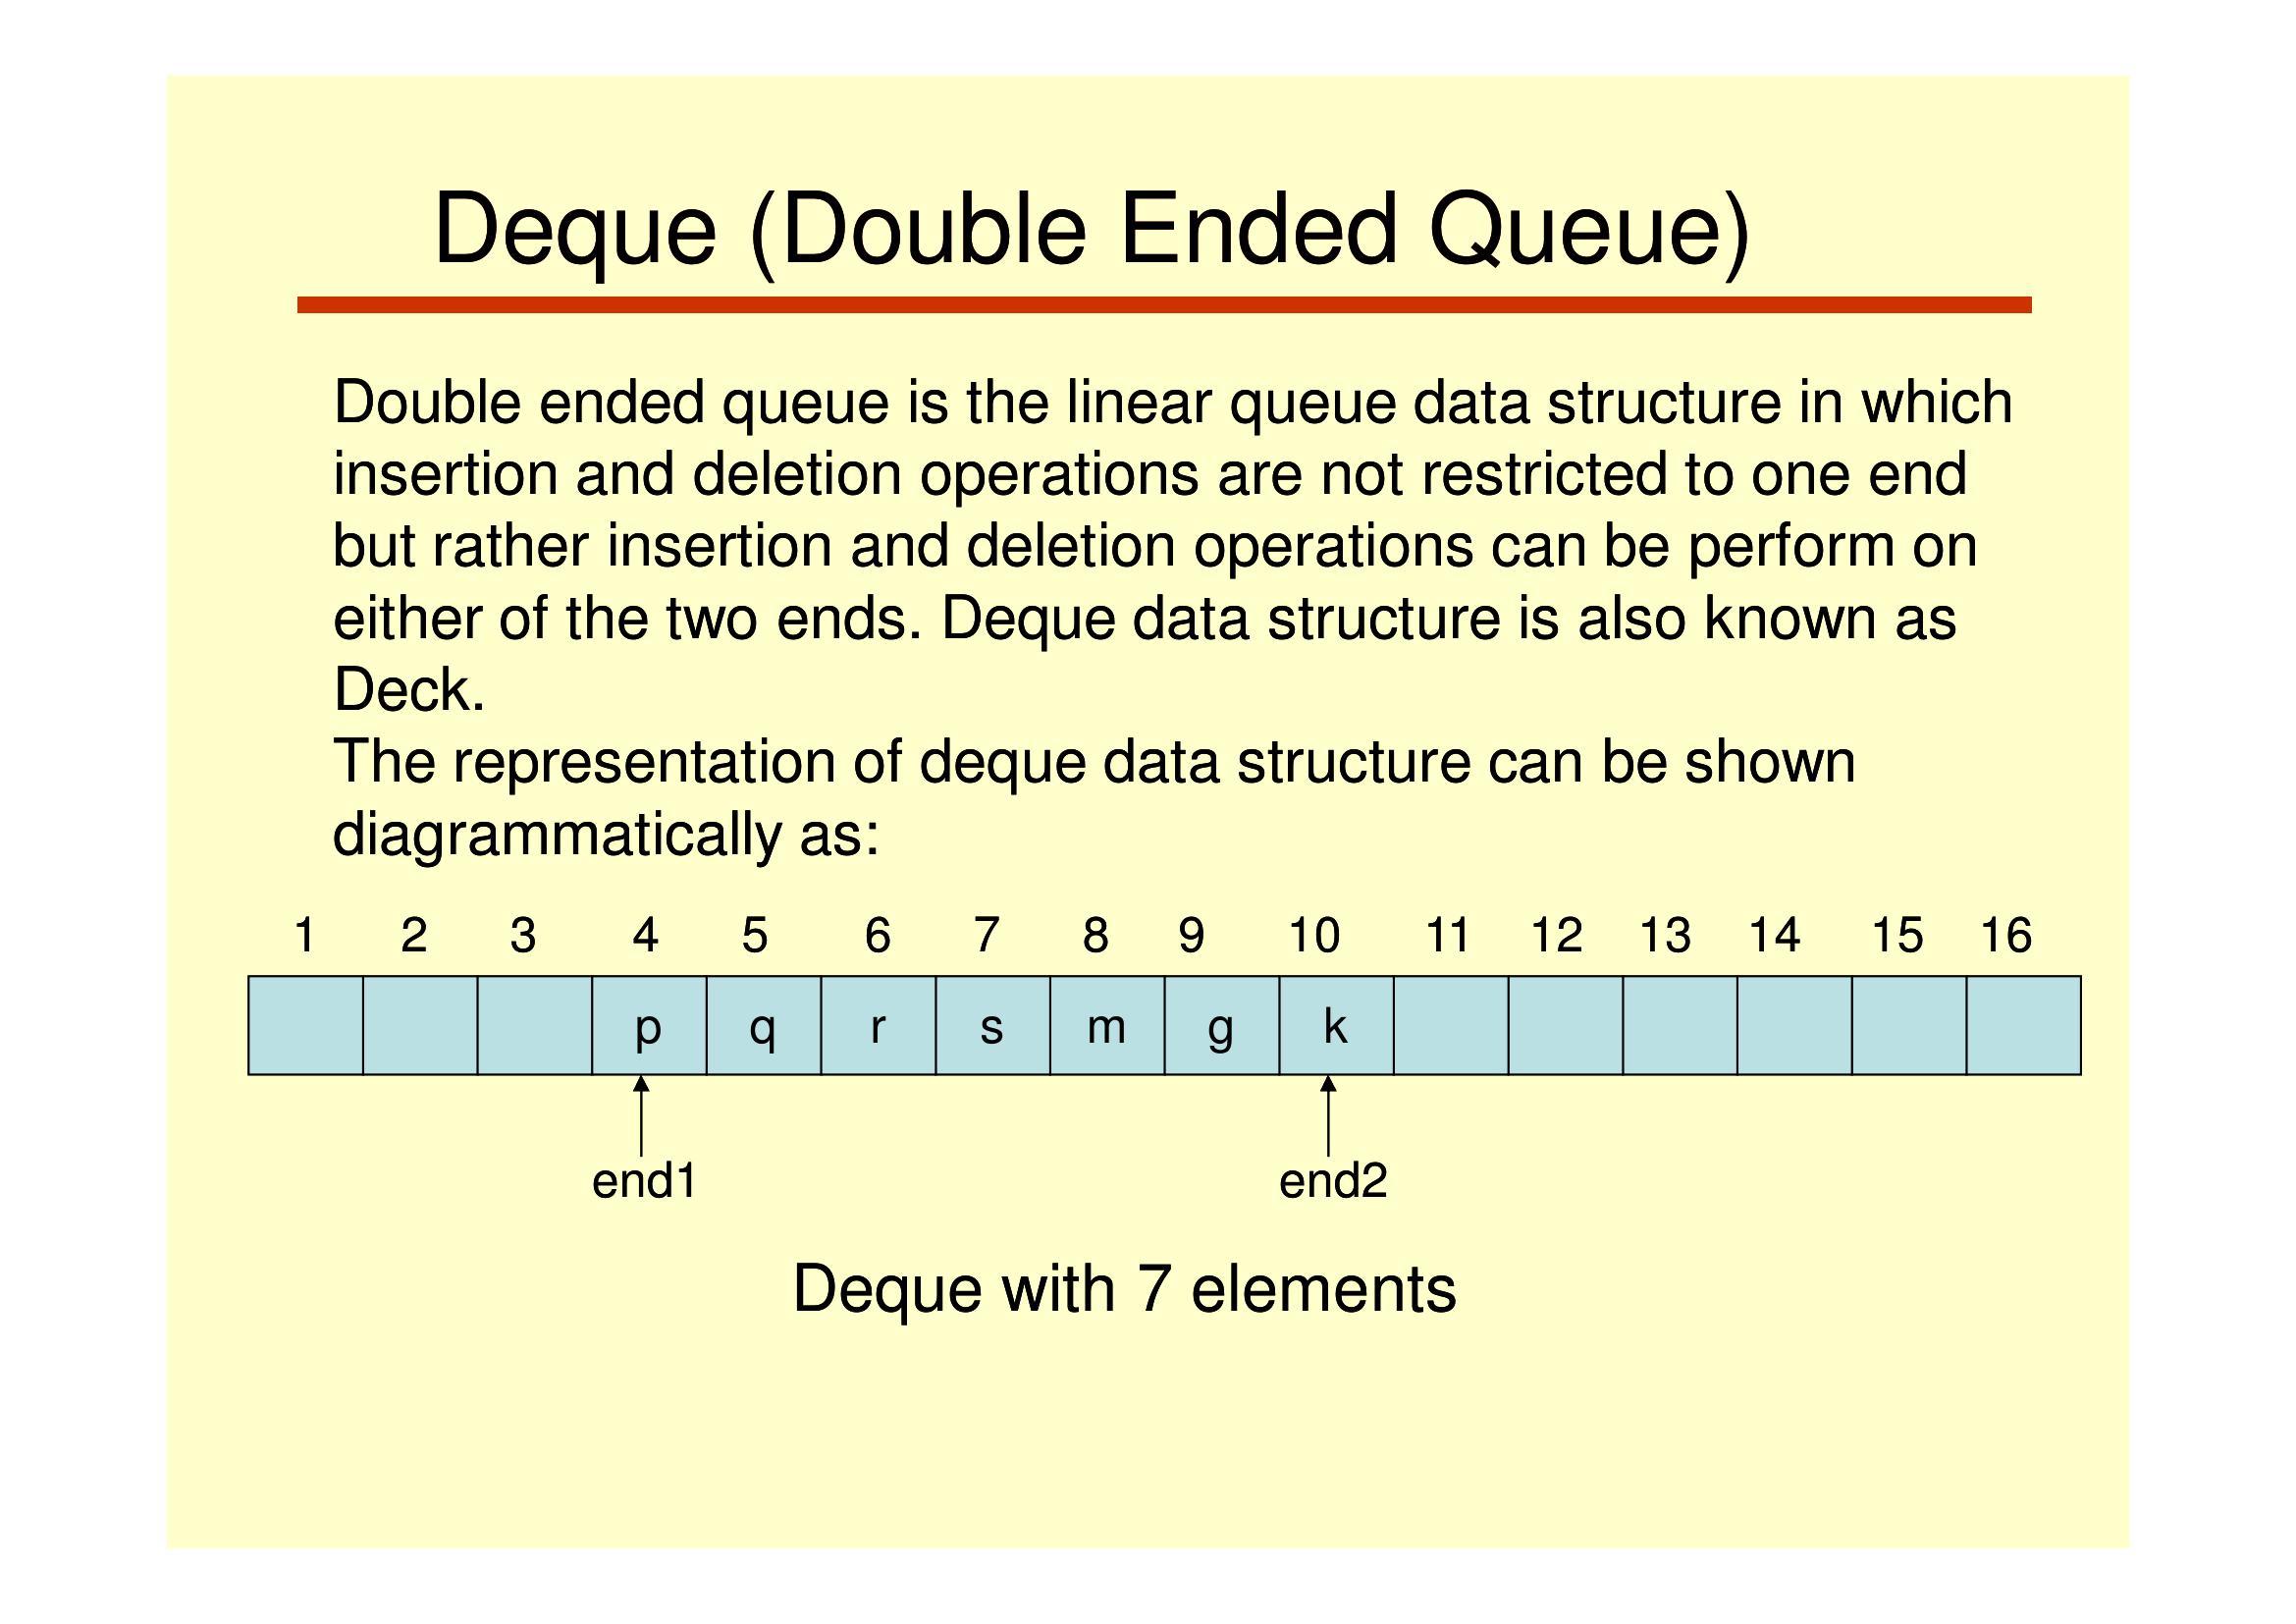 Deque (Double Ended Queue)
Double ended queue is the linear queue data structure in which
insertion and deletion operations are not restricted to one end
but rather insertion and deletion operations can be perform on
either of the two ends. Deque data structure is also known as
Deck.
The representation of deque data structure can be shown
diagrammatically as:
1 2 3 4 5 6 7 8 9 10 11 12 13 14 15 16
p q r s m g k
end1 end2
Deque with 7 elements